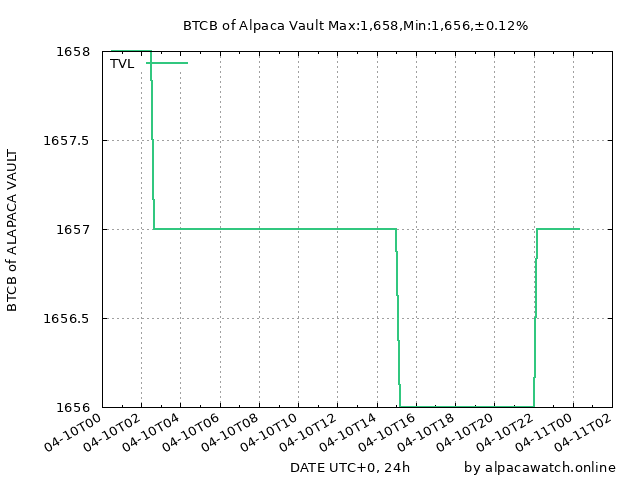 BTCB of Alpaca Vault Max:1,658,Min:1,656,±0.12%
1658
TVL
1657.5
1657
1656.5
1656
BTCB of ALAPACA VAULT
04-10T00
04-10T02
04-10T04
04-10T06
04-10T08
04-10T10
04-10T12
04-10T14
04-10T16
04-10T18
04-10T20
04-10T22
04-11T00
04-11T02
DATE UTC+0, 24h
by alpacawatch.online